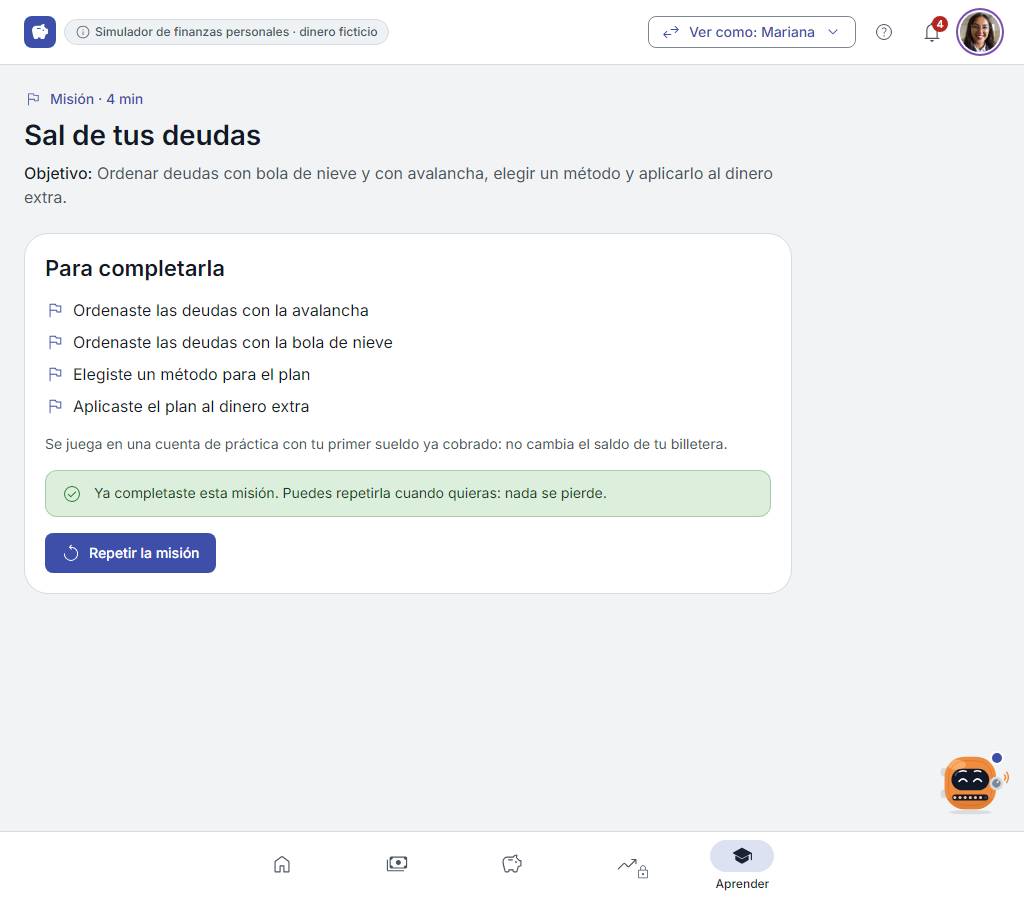 Simulador de finanzas personales · dinero ficticio
Ver como: Mariana
4
Misión · 4 min
Sal de tus deudas
Objetivo: Ordenar deudas con bola de nieve y con avalancha, elegir un método y aplicarlo al dinero
extra.
Para completarla
Ordenaste las deudas con la avalancha
Ordenaste las deudas con la bola de nieve
Elegiste un método para el plan
Aplicaste el plan al dinero extra
Se juega en una cuenta de práctica con tu primer sueldo ya cobrado: no cambia el saldo de tu billetera.
Ya completaste esta misión. Puedes repetirla cuando quieras: nada se pierde.
Repetir la misión
Aprender